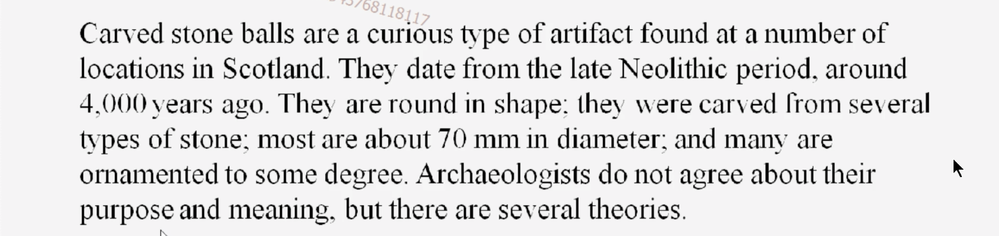 Carved stone balls are a curious type of artifact found at a number of
locations in Scotland. They date from the late Neolithic period, around
4,000 years ago. They are round in shape; they were carved from several
types of stone; most are about 70 mm in diameter; and many are
ornamented to some degree. Archaeologists do not agree about their
purpose and meaning, but there are several theories.